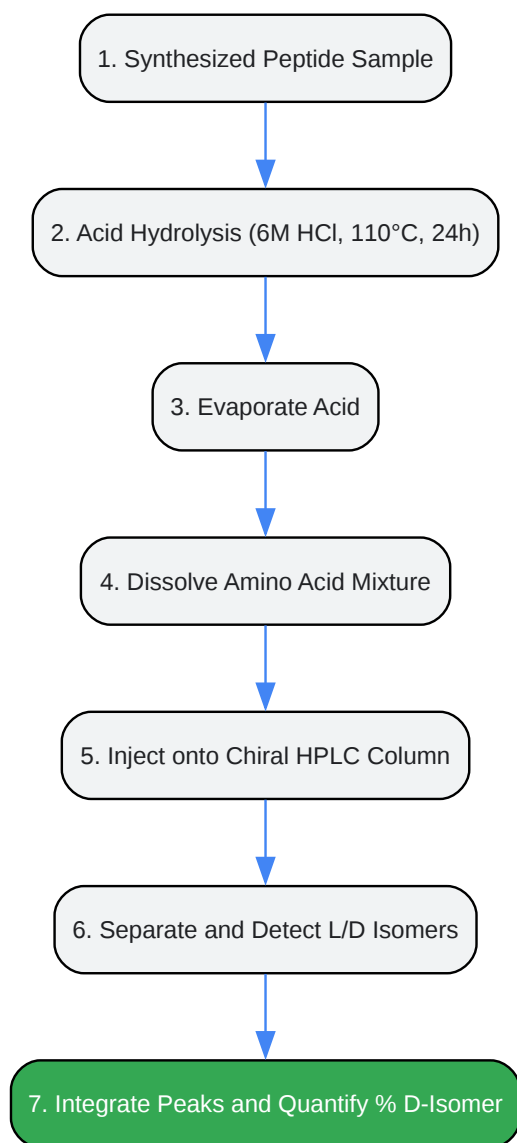 1. Synthesized Peptide Sample
2. Acid Hydrolysis (6M HCl, 110°C, 24h)
3. Evaporate Acid
4. Dissolve Amino Acid Mixture
5. Inject onto Chiral HPLC Column
6. Separate and Detect L/D Isomers
7. Integrate Peaks and Quantify % D-Isomer